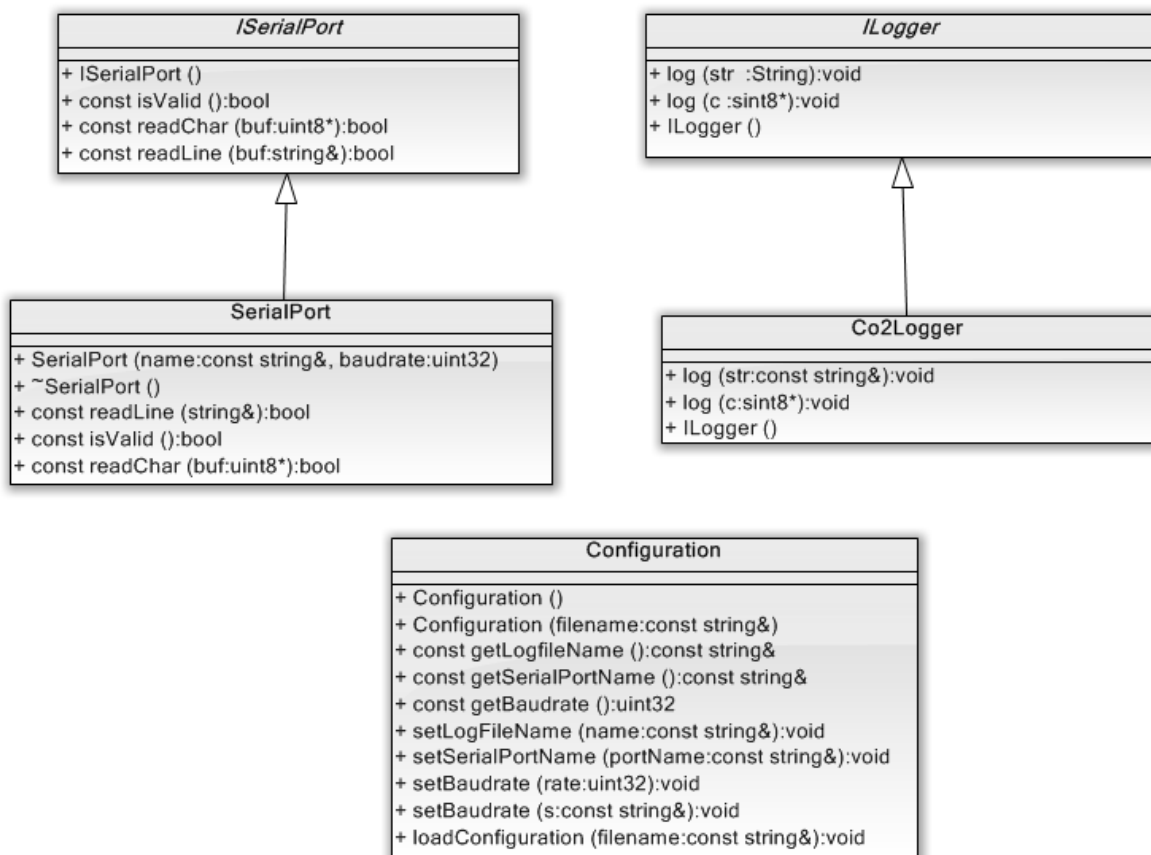 ISerialPort
+ ISerialPort ()
+ const isValid ():bool
+ const readChar (buf:uint8*):bool
+ const readLine (buf:string&):bool
ILogger
+ log (str :String):void
+ log (c :sint8*):void
+ ILogger ()
SerialPort
+ SerialPort (name:const string&, baudrate:uint32)
+ ~SerialPort ()
+ const readLine (string&):bool
+ const isValid ():bool
+ const readChar (buf:uint8*):bool
Co2Logger
+ log (str:const string&):void
+ log (c:sint8*):void
+ ILogger ()
Configuration
+ Configuration ()
+ Configuration (filename:const string&)
+ const getLogfileName ():const string&
+ const getSerialPortName ():const string&
+ const getBaudrate ():uint32
+ setLogFileName (name:const string&):void
+ setSerialPortName (portName:const string&):void
+ setBaudrate (rate:uint32):void
+ setBaudrate (s:const string&):void
+ loadConfiguration (filename:const string&):void